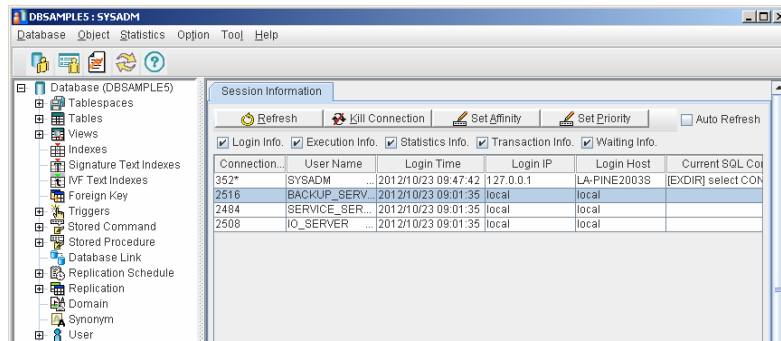 DBSAMPLE5 : SYSADM
Database Object Statistics Option Tool Help
Database (DBSAMPLE5)
Tablespaces
Tables
Views
Indexes
Signature Text Indexes
IVF Text Indexes
Foreign Key
Triggers
Stored Command
Stored Procedure
Database Link
Replication Schedule
Replication
Domain
Synonym
User
Session Information
Refresh Kill Connection Set Affinity Set Priority Auto Refresh
Login Info. Execution Info. Statistics Info. Transaction Info. Waiting Info.
Connection... User Name Login Time Login IP Login Host Current SQL Co
352* SYSADM ... 2012/10/23 09:47:42 127.0.0.1 LA-PINE2003S [EXDIR] select CON
2516 BACKUP_SERV... 2012/10/23 09:01:35 local local
2484 SERVICE_SER... 2012/10/23 09:01:35 local local
2508 IO_SERVER ... 2012/10/23 09:01:35 local local